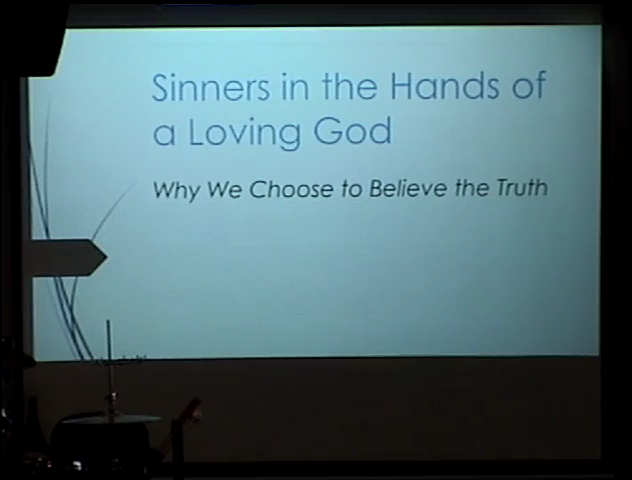 Sinners in the Hands of
a Loving God
Why We Choose to Believe the Truth